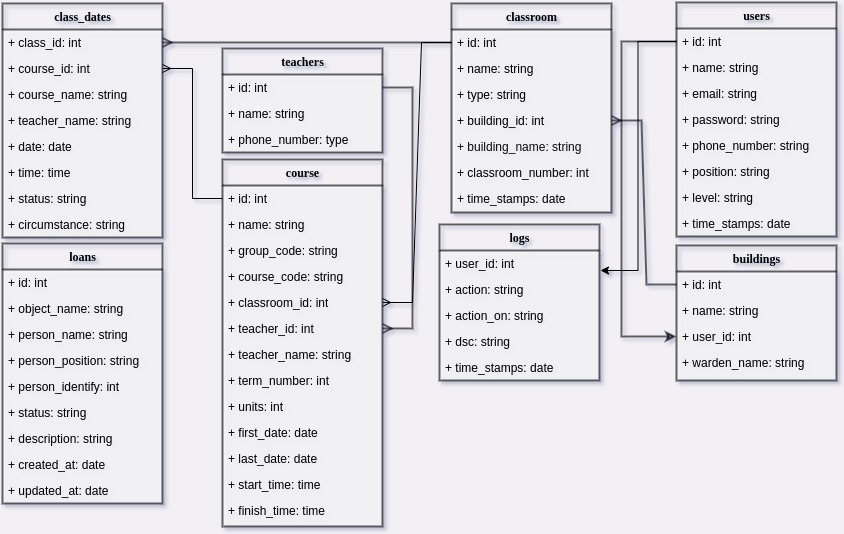 class_dates
+ class_id: int
+ course_id: int
+ course_name: string
+ teacher_name: string
+ date: date
+ time: time
+ status: string
+ circumstance: string
loans
+ id: int
+ object_name: string
+ person_name: string
+ person_position: string
+ person_identify: int
+ status: string
+ description: string
+ created_at: date
+ updated_at: date
teachers
+ id: int
+ name: string
+ phone_number: type
course
+ id: int
+ name: string
+ group_code: string
+ course_code: string
+ classroom_id: int
+ teacher_id: int
+ teacher_name: string
+ term_number: int
+ units: int
+ first_date: date
+ last_date: date
+ start_time: time
+ finish_time: time
classroom
+ id: int
+ name: string
+ type: string
+ building_id: int
+ building_name: string
+ classroom_number: int
+ time_stamps: date
logs
+ user_id: int
+ action: string
+ action_on: string
+ dsc: string
+ time_stamps: date
users
+ id: int
+ name: string
+ email: string
+ password: string
+ phone_number: string
+ position: string
+ level: string
+ time_stamps: date
buildings
+ id: int
+ name: string
+ user_id: int
+ warden_name: string